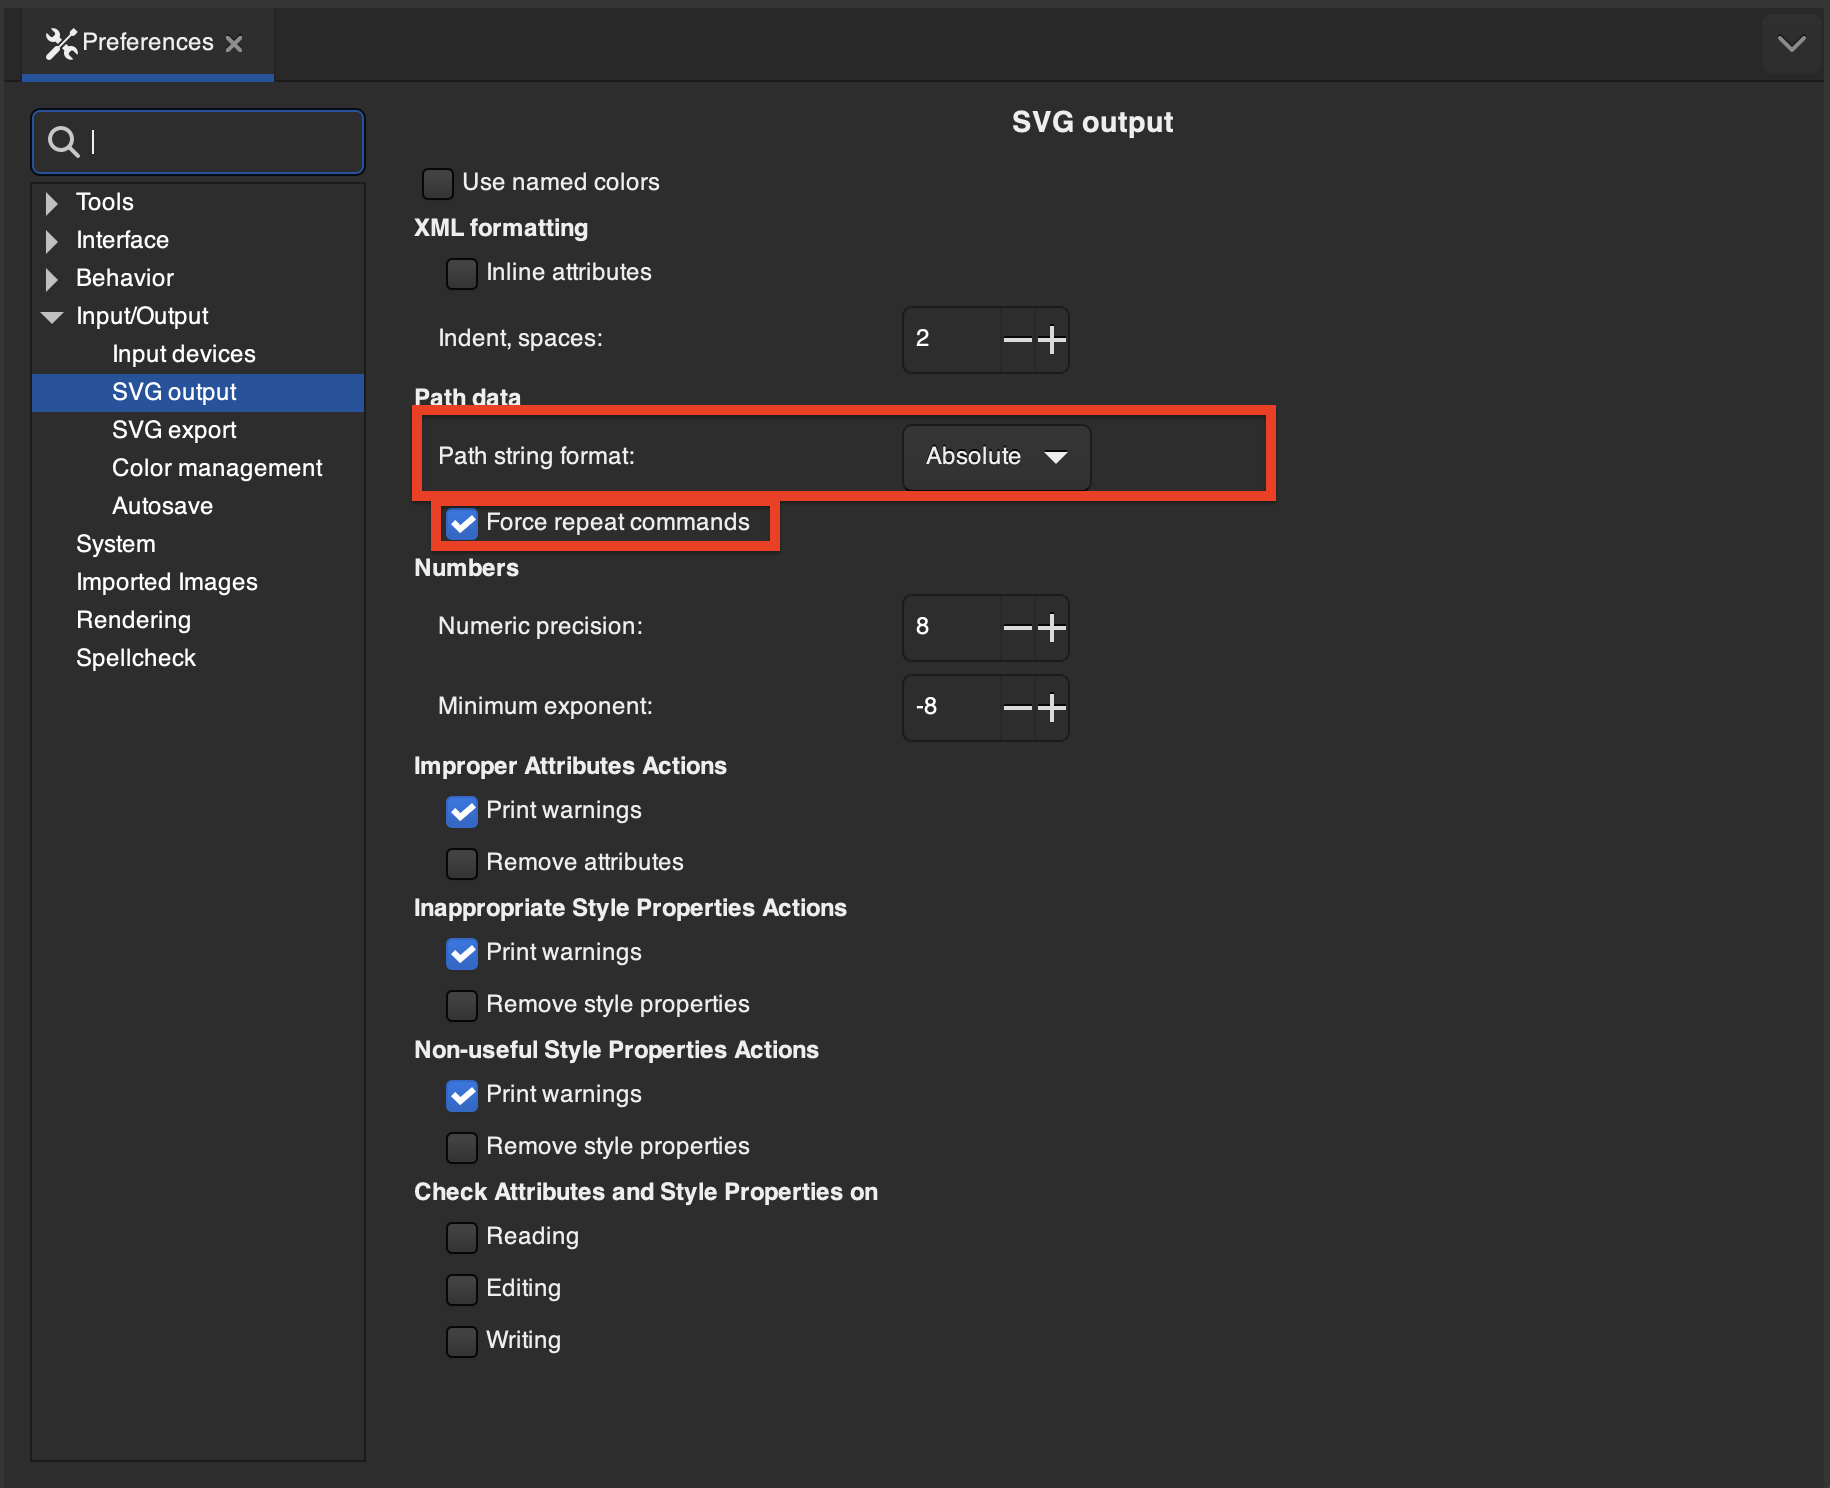 Preferences
SVG output
Use named colors
XML formatting
Inline attributes
Indent, spaces: 2
Path data
Path string format: Absolute
Force repeat commands
Numbers
Numeric precision: 8
Minimum exponent: -8
Improper Attributes Actions
Print warnings
Remove attributes
Inappropriate Style Properties Actions
Print warnings
Remove style properties
Non-useful Style Properties Actions
Print warnings
Remove style properties
Check Attributes and Style Properties on
Reading
Editing
Writing
Tools
Interface
Behavior
Input/Output
Input devices
SVG output
SVG export
Color management
Autosave
System
Imported Images
Rendering
Spellcheck